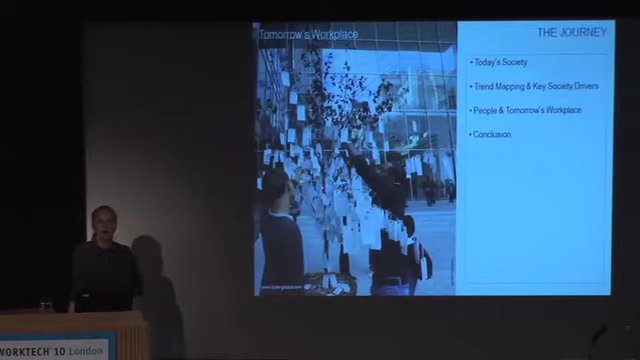 Tomorrow's Workplace
THE JOURNEY
• Today's Society
• Trend Mapping & Key Society Drivers
• People & Tomorrow's Workplace
• Conclusion
WORKTECH 10 London